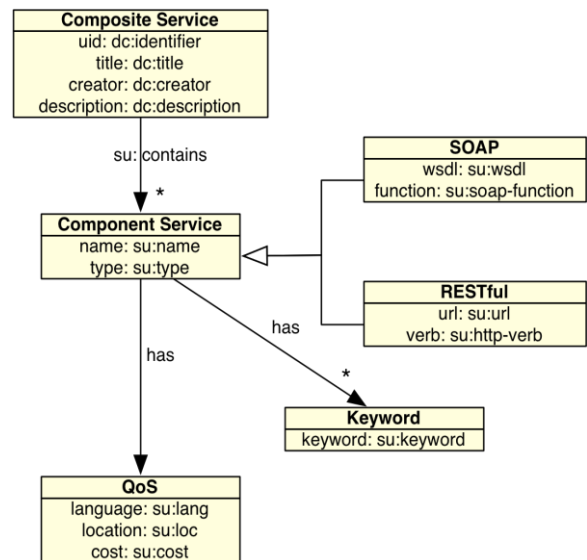 Composite Service
uid: dc:identifier
title: dc:title
creator: dc:creator
description: dc:description
su: contains
*
SOAP
wsdl: su:wsdl
function: su:soap-function
Component Service
name: su:name
type: su:type
RESTful
url: su:url
verb: su:http-verb
has
has
*
Keyword
keyword: su:keyword
QoS
language: su:lang
location: su:loc
cost: su:cost